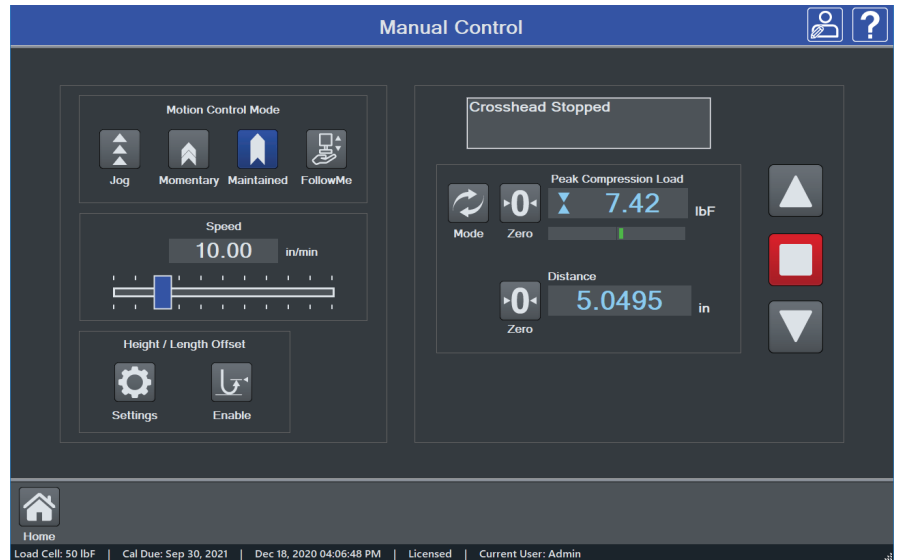 Manual Control
?
Motion Control Mode
Jog Momentary Maintained FollowMe
Speed
10.00 in/min
Height / Length Offset
Settings Enable
Crosshead Stopped
Peak Compression Load
0 7.42 lbF
Mode Zero
Distance
0 5.0495 in
Zero
Home
Load Cell: 50 lbF | Cal Due: Sep 30, 2021 | Dec 18, 2020 04:06:48 PM | Licensed | Current User: Admin